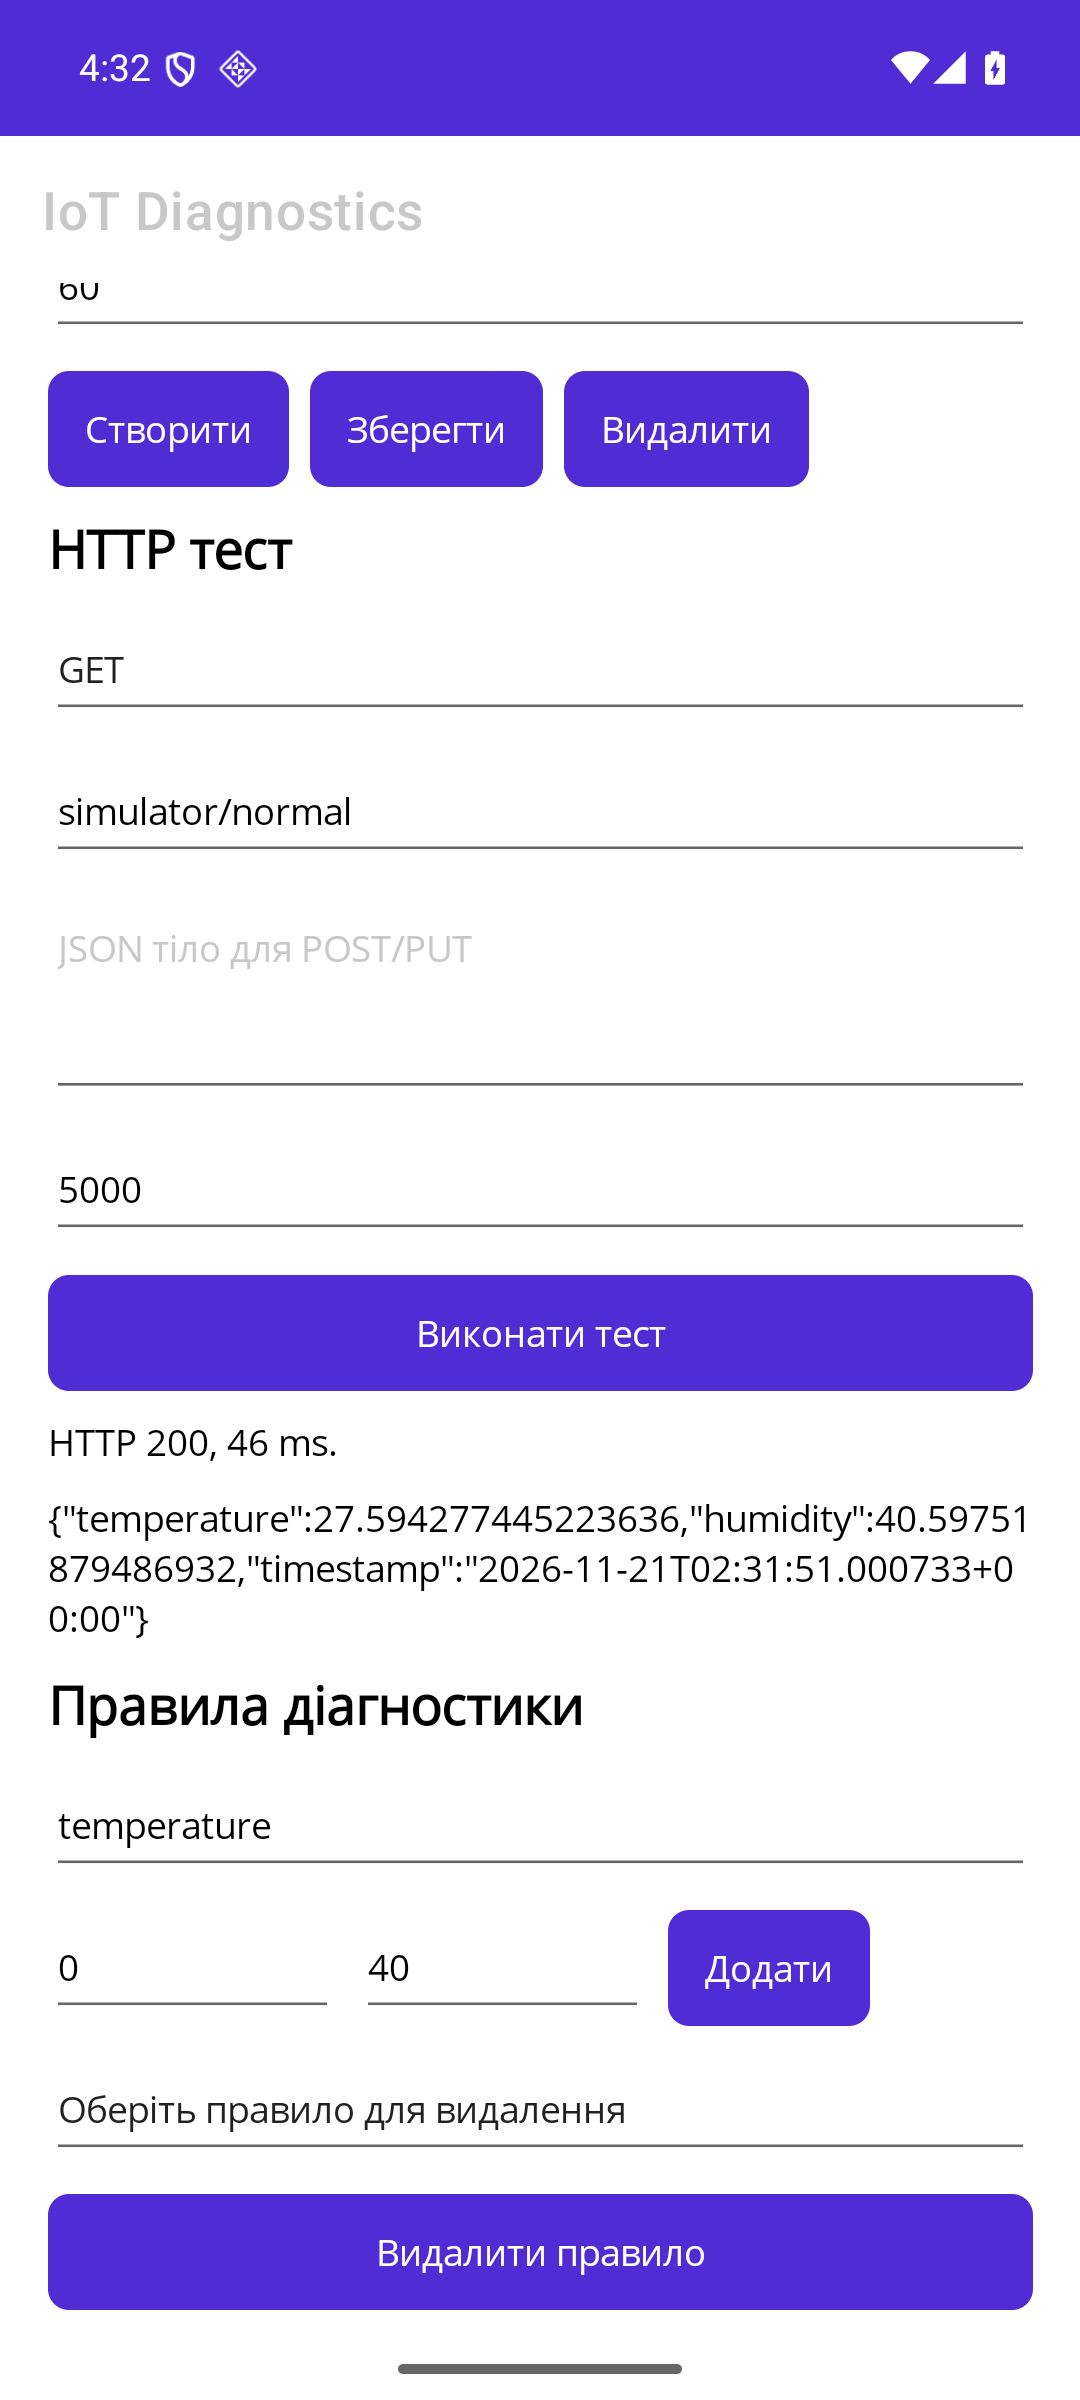 4:32
IoT Diagnostics
60
Створити Зберегти Видалити
HTTP тест
GET
simulator/normal
JSON тіло для POST/PUT
5000
Виконати тест
HTTP 200, 46 ms.
{"temperature":27.594277445223636,"humidity":40.59751
879486932,"timestamp":"2026-11-21T02:31:51.000733+0
0:00"}
Правила діагностики
temperature
0 40 Додати
Оберіть правило для видалення
Видалити правило